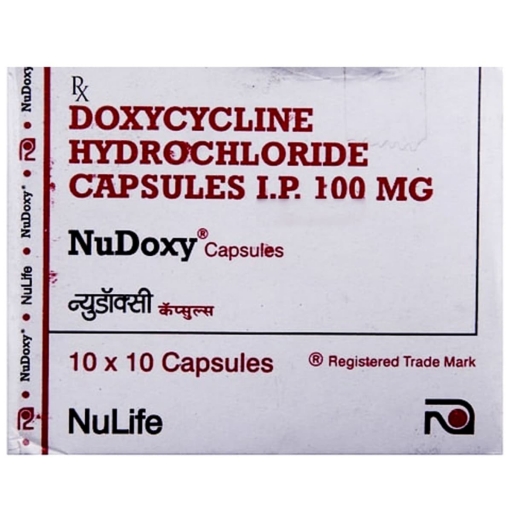 Rx
DOXYCYCLINE
HYDROCHLORIDE
CAPSULES I.P. 100 MG
NuDoxy® Capsules
न्युडॉक्सी कॅप्सुल्स
10 x 10 Capsules
® Registered Trade Mark
NuLife
NuDoxy® • NuLife • NuDoxy® • NuDoxy